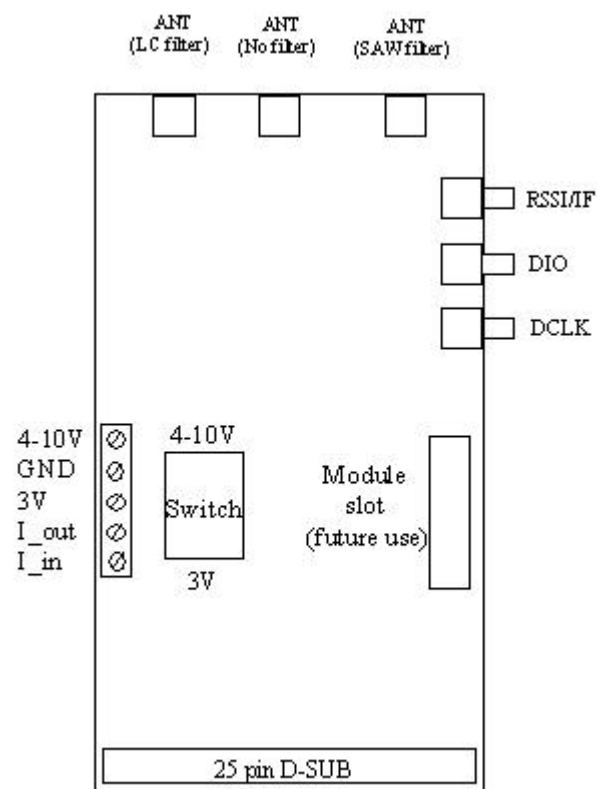 ANT
(LC filter)
ANT
(No filter)
ANT
(SAW filter)
RSSI/IF
DIO
DCLK
4-10V
GND
3V
I_out
I_in
4-10V
Switch
3V
Module
slot
(future use)
25 pin D-SUB